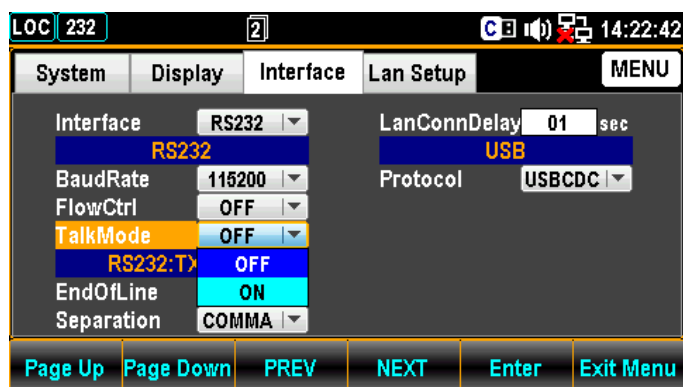 LOC 232 2 C 14:22:42
System Display Interface Lan Setup MENU
Interface RS232 LanConnDelay 01 sec
RS232 USB
BaudRate 115200 Protocol USBCDC
FlowCtrl OFF
TalkMode OFF
RS232:TX OFF
EndOfLine ON
Separation COMMA
Page Up Page Down PREV NEXT Enter Exit Menu